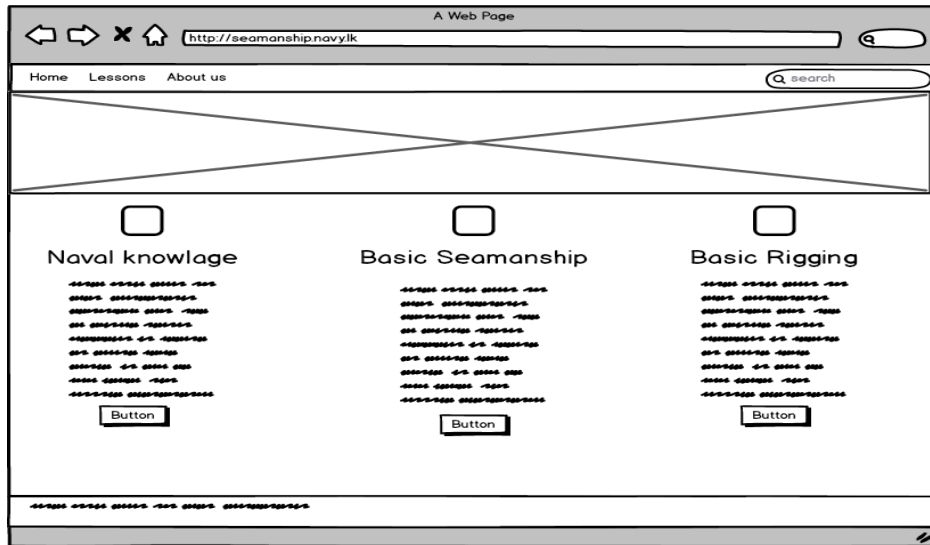 A Web Page
http://seamanship.navy.lk
Home Lessons About us search
Naval knowlage Basic Seamanship Basic Rigging
Button Button Button